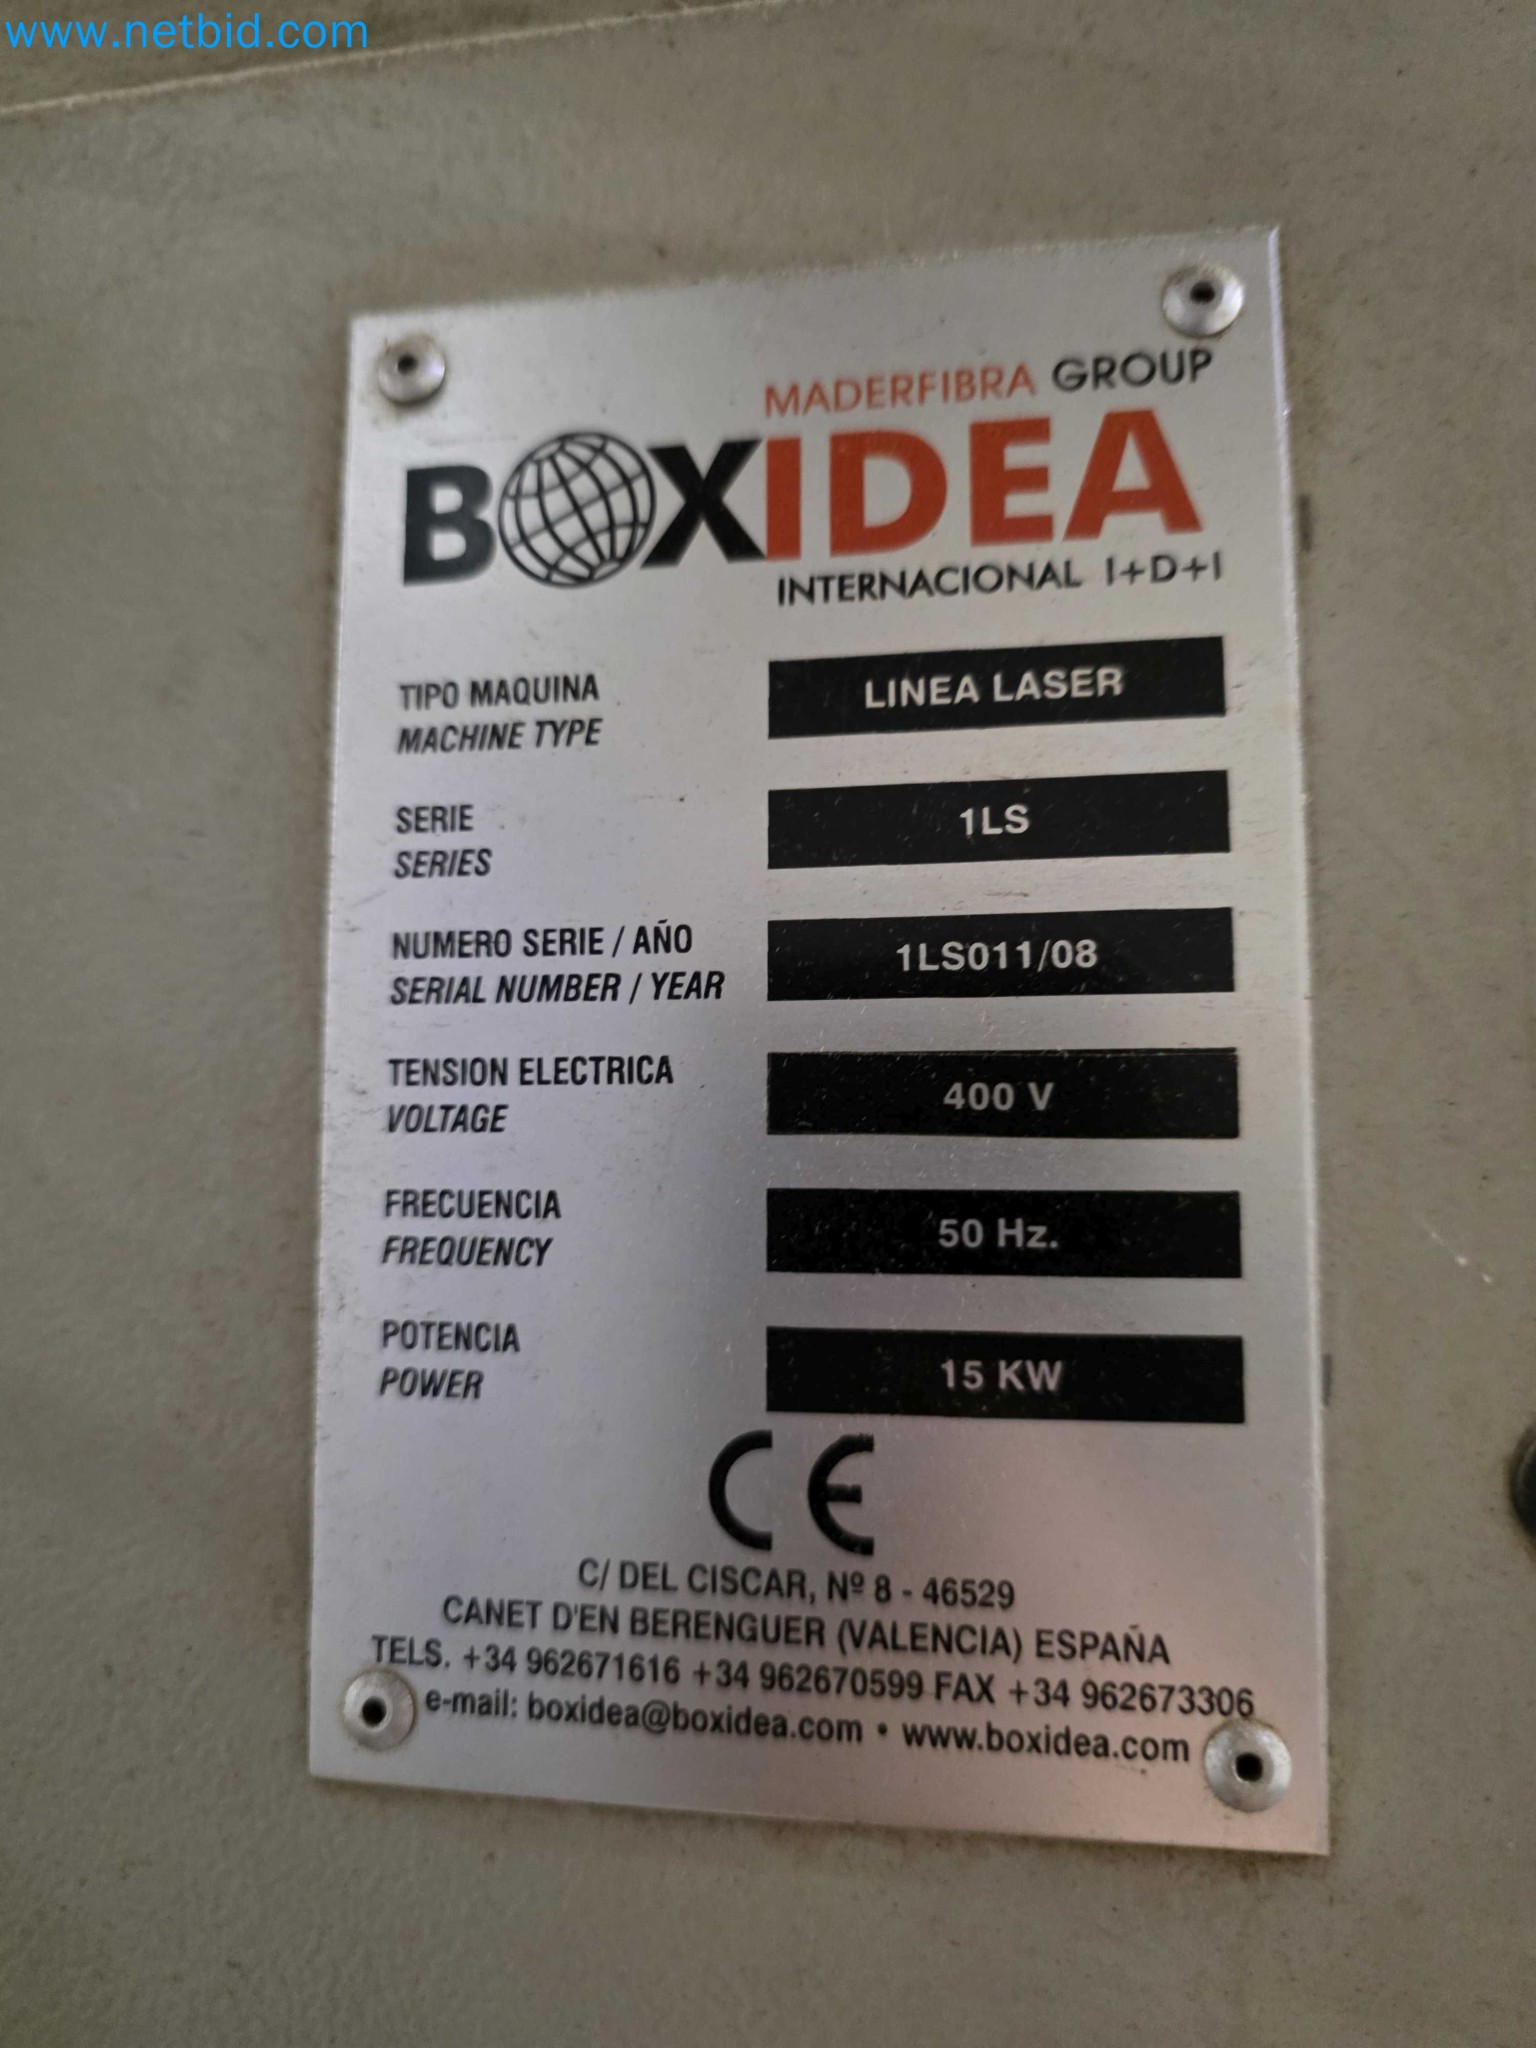 www.netbid.com
MADERFIBRA GROUP
BOXIDEA
INTERNACIONAL I+D+I
TIPO MAQUINA
MACHINE TYPE
LINEA LASER
SERIE
SERIES
1LS
NUMERO SERIE / AÑO
SERIAL NUMBER / YEAR
1LS011/08
TENSION ELECTRICA
VOLTAGE
400 V
FRECUENCIA
FREQUENCY
50 Hz.
POTENCIA
POWER
15 KW
CE
C/ DEL CISCAR, Nº 8 - 46529
CANET D'EN BERENGUER (VALENCIA) ESPAÑA
TELS. +34 962671616 +34 962670599 FAX +34 962673306
e-mail: boxidea@boxidea.com • www.boxidea.com